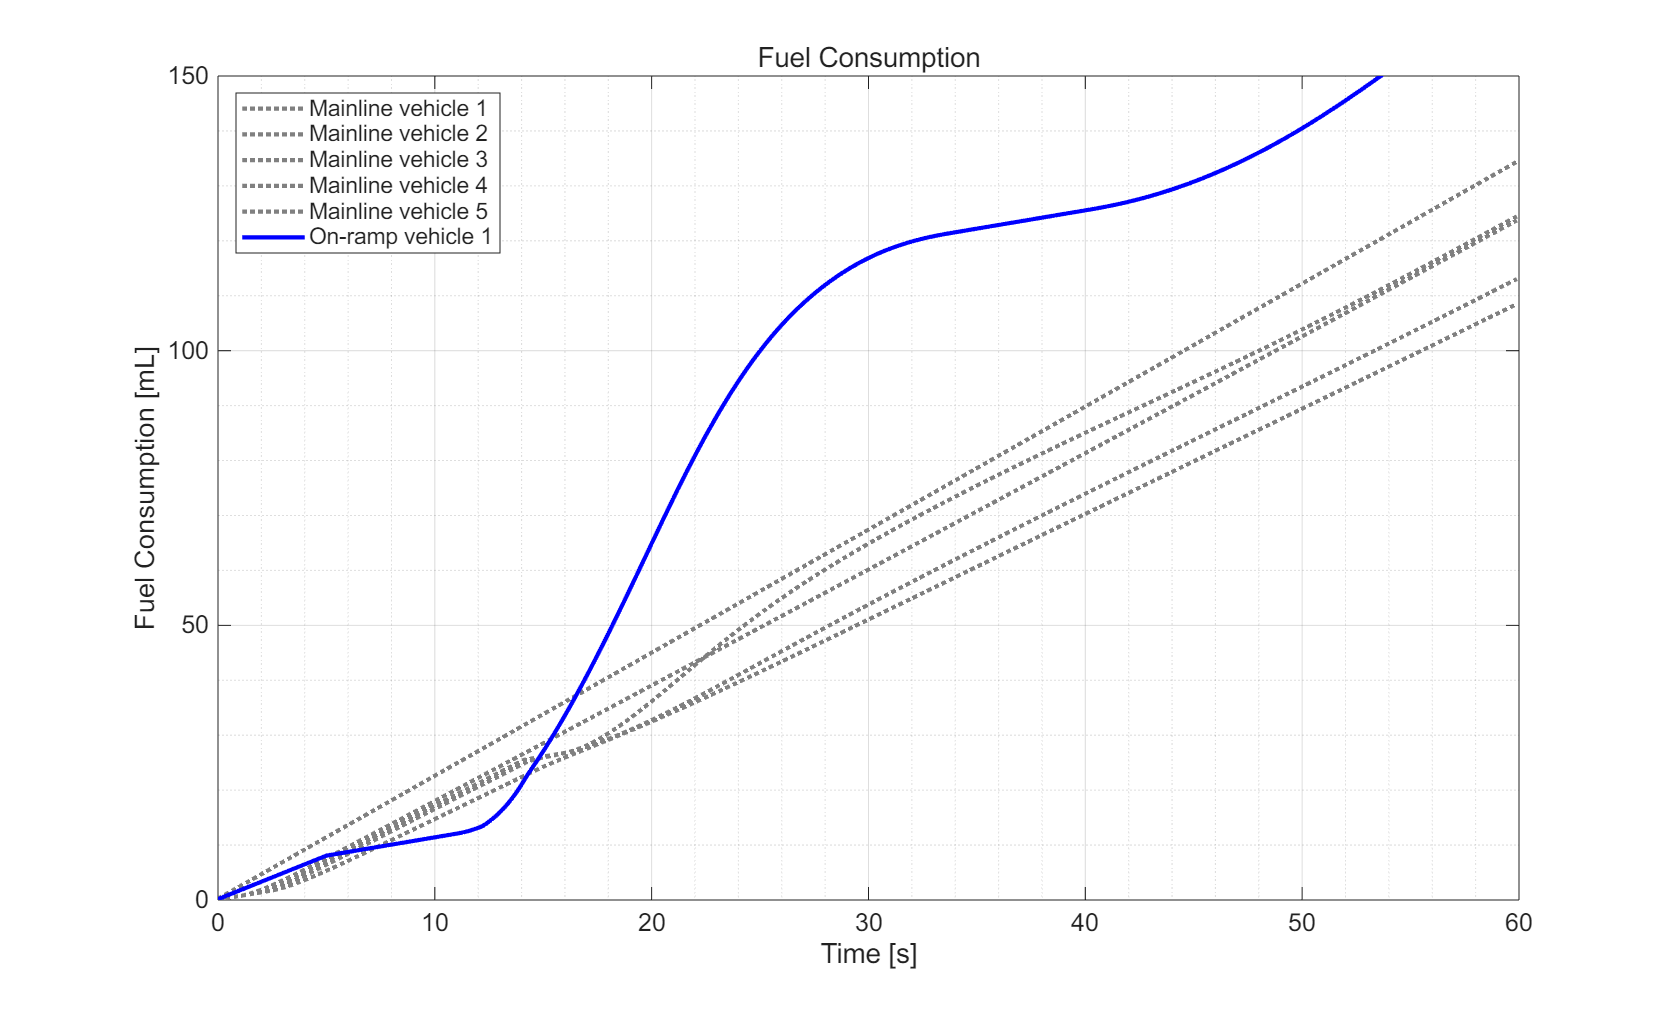 Fuel Consumption
150
100
50
0
Fuel Consumption [mL]
Mainline vehicle 1
Mainline vehicle 2
Mainline vehicle 3
Mainline vehicle 4
Mainline vehicle 5
On-ramp vehicle 1
0 10 20 30 40 50 60
Time [s]